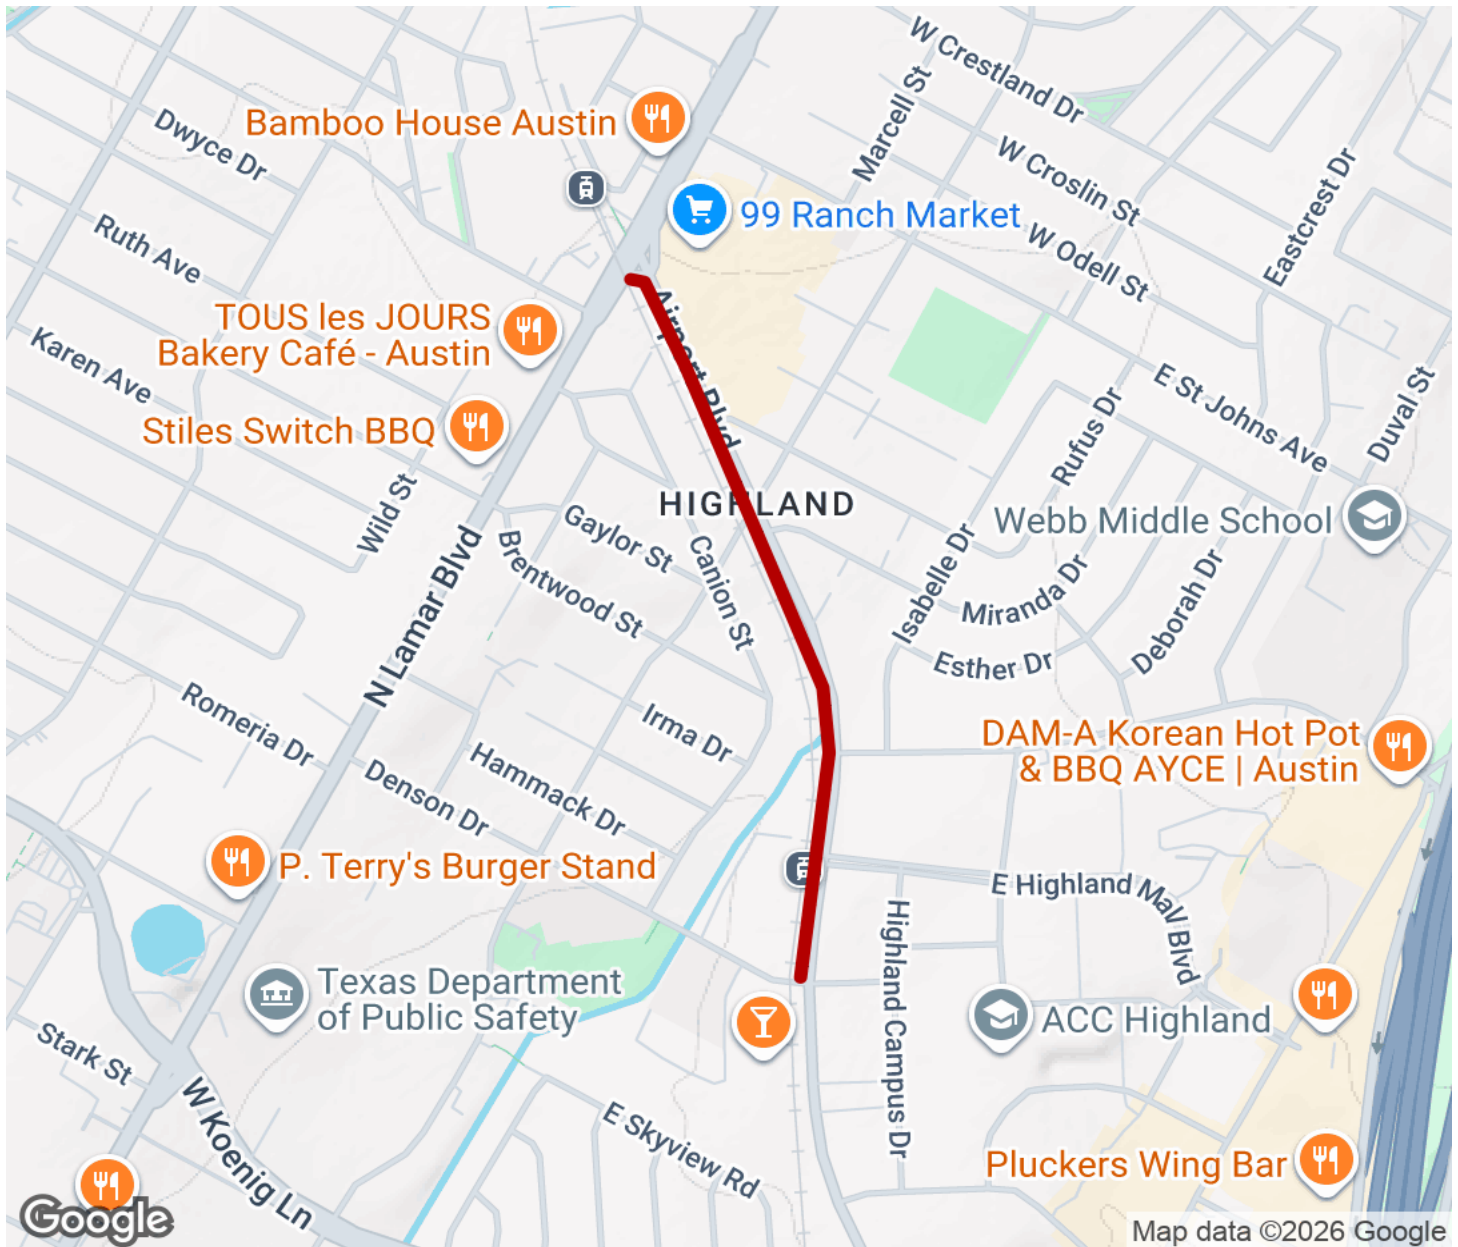 W Crestland Dr
Marcell St
Bamboo House Austin
Dwyce Dr
W Croslin St
Eastcrest Dr
99 Ranch Market
Ruth Ave
W Odell St
Airport Blvd
TOUS les JOURS
Bakery Café - Austin
Karen Ave
E St Johns Ave
Duval St
Stiles Switch BBQ
Rufus Dr
Wild St
HIGHLAND
Webb Middle School
Gaylor St
Canion St
Brentwood St
N Lamar Blvd
Isabelle Dr
Miranda Dr
Deborah Dr
Esther Dr
Romeria Dr
Irma Dr
DAM-A Korean Hot Pot
& BBQ AYCE | Austin
Hammack Dr
Denson Dr
P. Terry's Burger Stand
E Highland Mall Blvd
Highland Campus Dr
Texas Department
of Public Safety
ACC Highland
Stark St
W Koenig Ln
E Skyview Rd
Pluckers Wing Bar
Google
Map data ©2026 Google